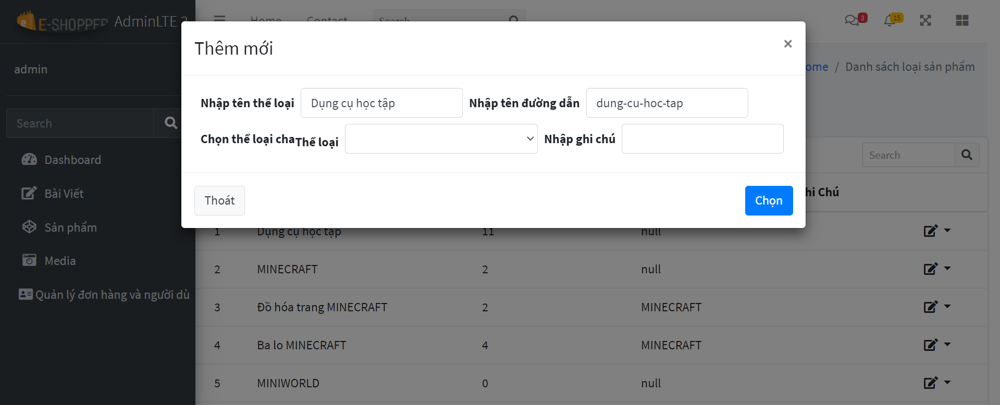 E-SHOPPER AdminLTE 3
Home Contact Search 3 15
Thêm mới ×
admin
ome / Danh sách loại sản phẩm
Nhập tên thể loại Dụng cụ học tập Nhập tên đường dẫn dung-cu-hoc-tap
Search
Chọn thể loại cha Thể loại Nhập ghi chú
Search
Dashboard
Bài Viết
hi Chú
Thoát Chọn
Sản phẩm
1 Dụng cụ học tập 11 null
Media
2 MINECRAFT 2 null
Quản lý đơn hàng và người dù
3 Đồ hóa trang MINECRAFT 2 MINECRAFT
4 Ba lo MINECRAFT 4 MINECRAFT
5 MINIWORLD 0 null